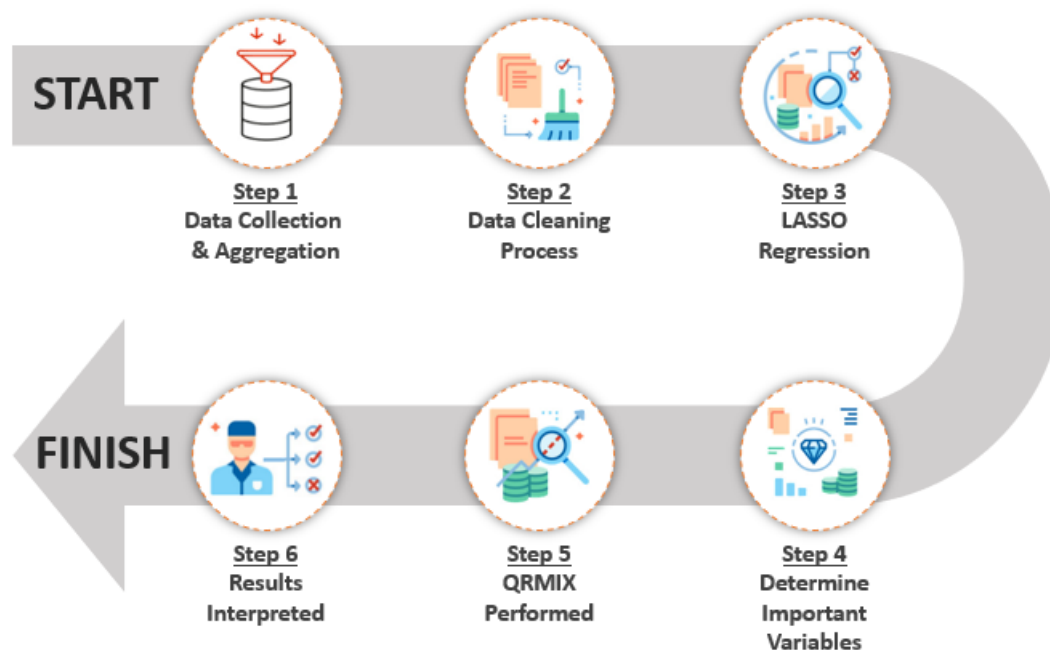 START
Step 1
Data Collection
& Aggregation
Step 2
Data Cleaning
Process
Step 3
LASSO
Regression
Step 4
Determine
Important
Variables
Step 5
QRMIX
Performed
Step 6
Results
Interpreted
FINISH